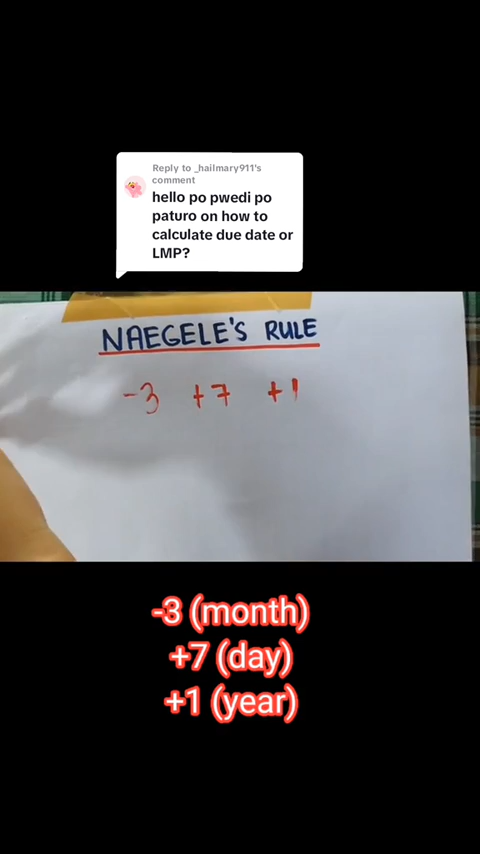 Reply to _hailmary911's
comment
hello po pwedi po
paturo on how to
calculate due date or
LMP?
NAEGELE'S RULE
-3 +7 +1
-3 (month)
+7 (day)
+1 (year)